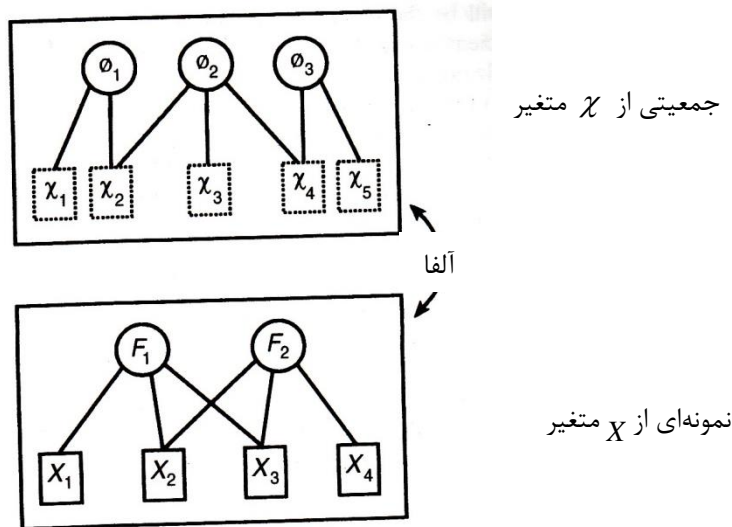 ø₁ ø₂ ø₃
χ₁ χ₂ χ₃ χ₄ χ₅
جمعیتی از χ متغیر
آلفا
F₁ F₂
X₁ X₂ X₃ X₄
نمونه‌ای از X متغیر